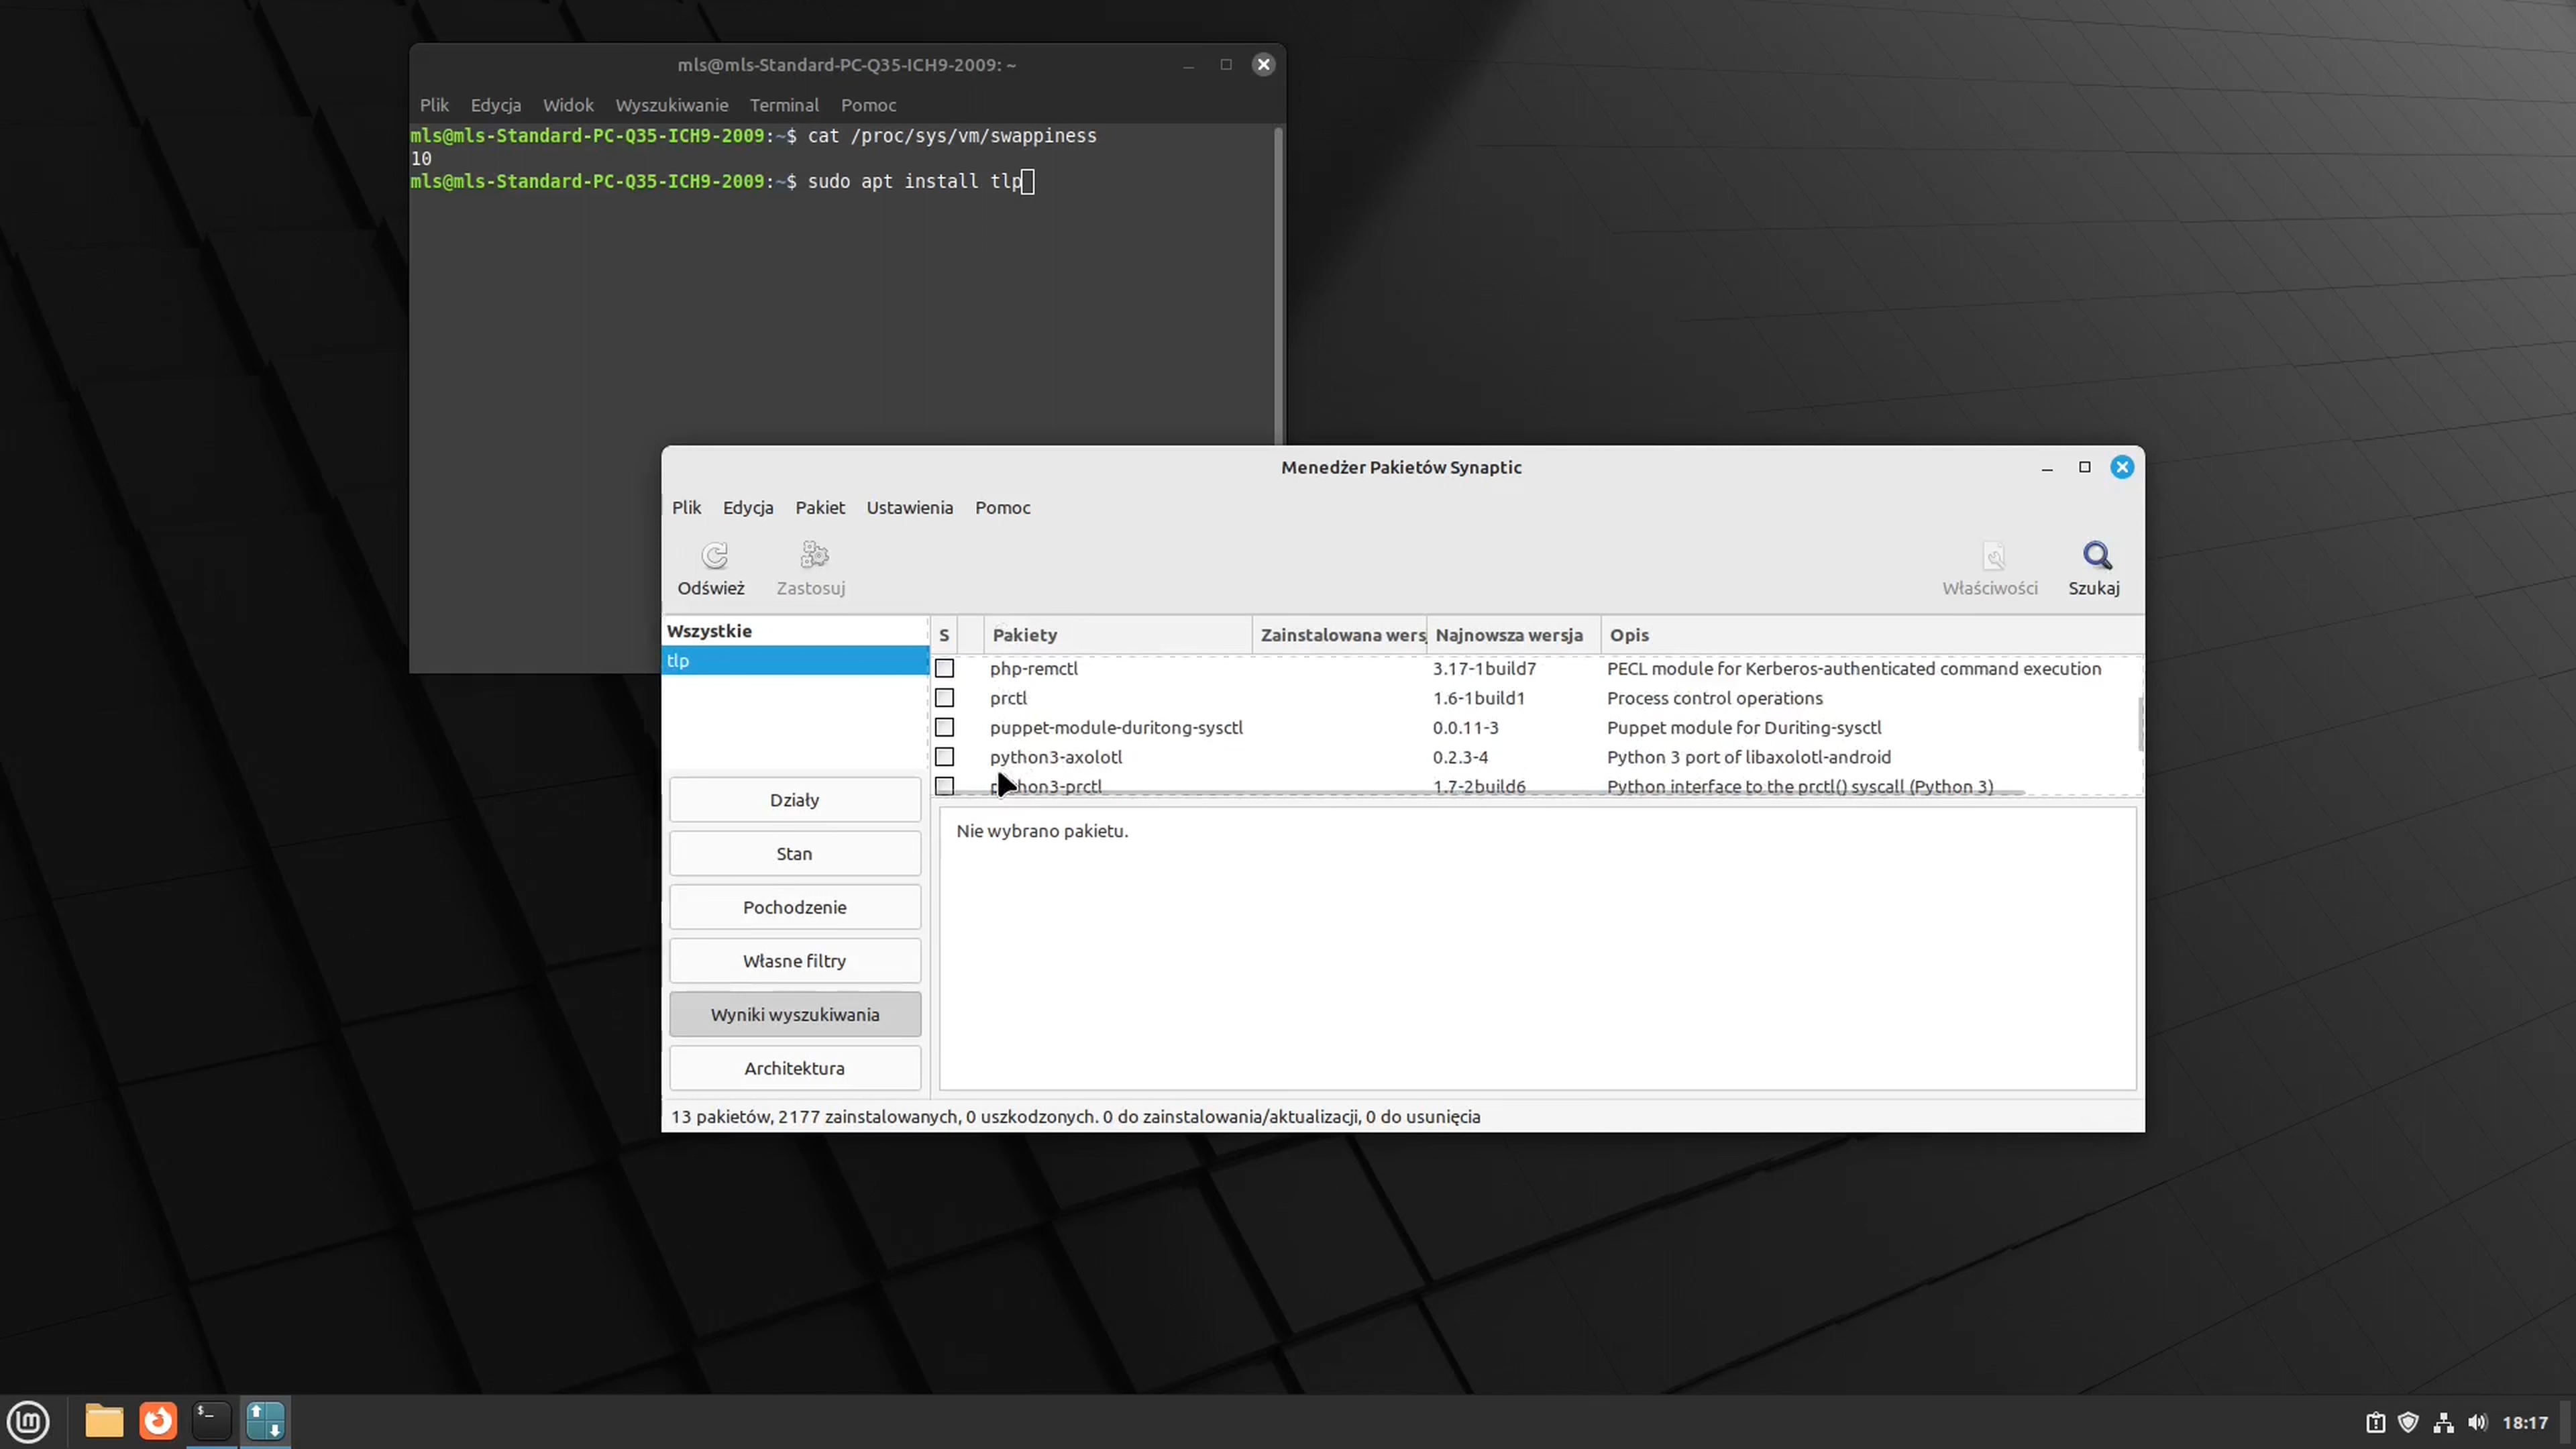 mls@mls-Standard-PC-Q35-ICH9-2009: ~
Plik Edycja Widok Wyszukiwanie Terminal Pomoc
mls@mls-Standard-PC-Q35-ICH9-2009:~$ cat /proc/sys/vm/swappiness
10
mls@mls-Standard-PC-Q35-ICH9-2009:~$ sudo apt install tlp
Menedżer Pakietów Synaptic
Plik Edycja Pakiet Ustawienia Pomoc
Odśwież Zastosuj Właściwości Szukaj
Wszystkie
tlp
S Pakiety Zainstalowana wers Najnowsza wersja Opis
php-remctl 3.17-1build7 PECL module for Kerberos-authenticated command execution
prctl 1.6-1build1 Process control operations
puppet-module-duritong-sysctl 0.0.11-3 Puppet module for Duriting-sysctl
python3-axolotl 0.2.3-4 Python 3 port of libaxolotl-android
python3-prctl 1.7-2build6 Python interface to the prctl() syscall (Python 3)
Działy
Stan
Pochodzenie
Własne filtry
Wyniki wyszukiwania
Architektura
Nie wybrano pakietu.
13 pakietów, 2177 zainstalowanych, 0 uszkodzonych. 0 do zainstalowania/aktualizacji, 0 do usunięcia
18:17